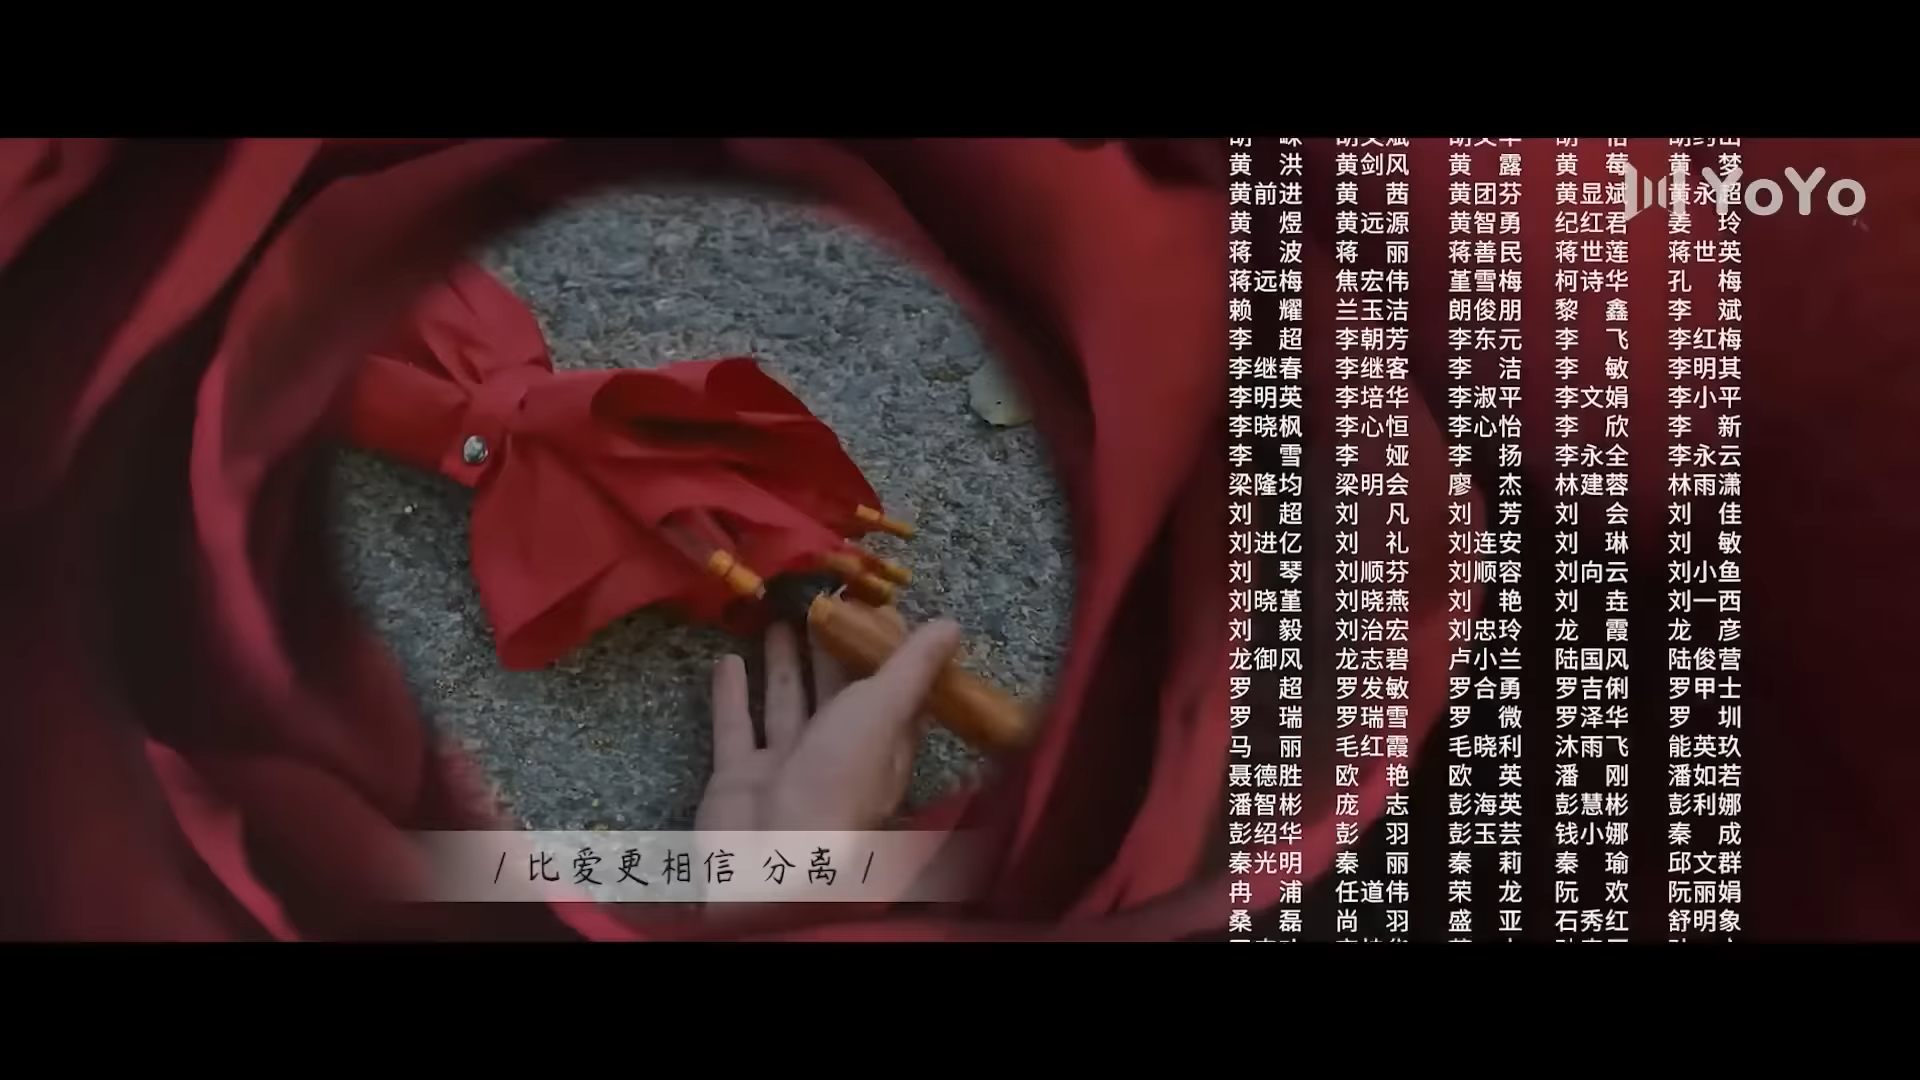 YoYo
黄 洪 黄剑风 黄 露 黄 莓 黄 梦
黄前进 黄 茜 黄团芬 黄显斌 黄永超
黄 煜 黄远源 黄智勇 纪红君 姜 玲
蒋 波 蒋 丽 蒋善民 蒋世莲 蒋世英
蒋远梅 焦宏伟 堇雪梅 柯诗华 孔 梅
赖 耀 兰玉洁 朗俊朋 黎 鑫 李 斌
李 超 李朝芳 李东元 李 飞 李红梅
李继春 李继客 李 洁 李 敏 李明其
李明英 李培华 李淑平 李文娟 李小平
李晓枫 李心恒 李心怡 李 欣 李 新
李 雪 李 娅 李 扬 李永全 李永云
梁隆均 梁明会 廖 杰 林建蓉 林雨潇
刘 超 刘 凡 刘 芳 刘 会 刘 佳
刘进亿 刘 礼 刘连安 刘 琳 刘 敏
刘 琴 刘顺芬 刘顺容 刘向云 刘小鱼
刘晓堇 刘晓燕 刘 艳 刘 垚 刘一西
刘 毅 刘治宏 刘忠玲 龙 霞 龙 彦
龙御风 龙志碧 卢小兰 陆国风 陆俊营
罗 超 罗发敏 罗合勇 罗吉俐 罗甲士
罗 瑞 罗瑞雪 罗 微 罗泽华 罗 圳
马 丽 毛红霞 毛晓利 沐雨飞 能英玖
聂德胜 欧 艳 欧 英 潘 刚 潘如若
潘智彬 庞 志 彭海英 彭慧彬 彭利娜
彭绍华 彭 羽 彭玉芸 钱小娜 秦 成
秦光明 秦 丽 秦 莉 秦 瑜 邱文群
冉 浦 任道伟 荣 龙 阮 欢 阮丽娟
桑 磊 尚 羽 盛 亚 石秀红 舒明象
/ 比爱更相信 分离 /